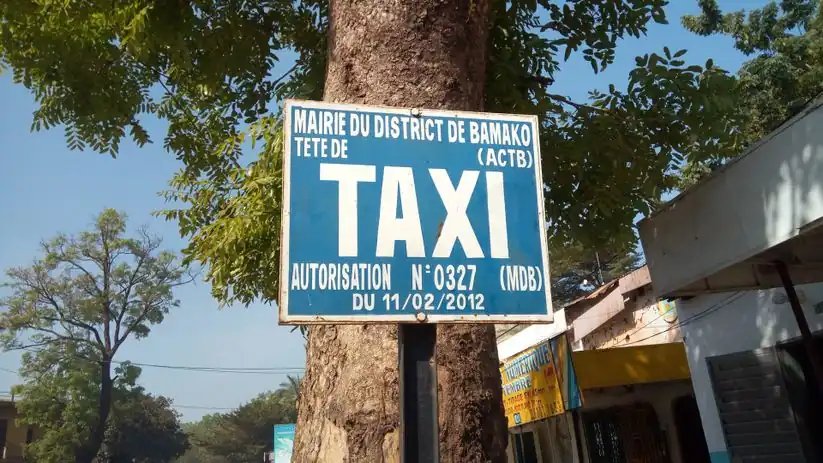 MAIRIE DU DISTRICT DE BAMAKO
TETE DE (ACTB)
TAXI
AUTORISATION N° 0327 (MDB)
DU 11/02/2012